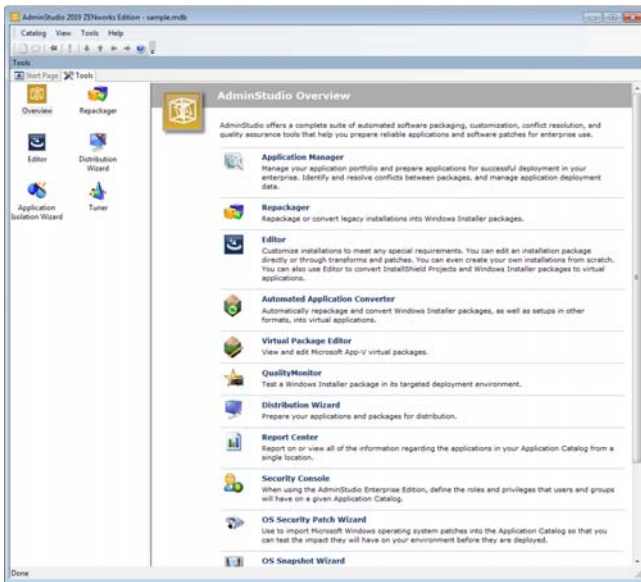 AdminStudio 2019 ZENworks Edition - sample.mdb
Catalog View Tools Help
Tools
Start Page Tools
Overview
Repackager
Editor
Distribution
Wizard
Application
Isolation Wizard
Tuner
AdminStudio Overview
AdminStudio offers a complete suite of automated software packaging, customization, conflict resolution, and
quality assurance tools that help you prepare reliable applications and software patches for enterprise use.
Application Manager
Manage your application portfolio and prepare applications for successful deployment in your
enterprise. Identify and resolve conflicts between packages, and manage application deployment
data.
Repackager
Repackage or convert legacy installations into Windows Installer packages.
Editor
Customize installations to meet any special requirements. You can edit an installation package
directly or through transforms and patches. You can even create your own installations from scratch.
You can also use Editor to convert InstallShield Projects and Windows Installer packages to virtual
applications.
Automated Application Converter
Automatically repackage and convert Windows Installer packages, as well as setups in other
formats, into virtual applications.
Virtual Package Editor
View and edit Microsoft App-V virtual packages.
QualityMonitor
Test a Windows Installer package in its targeted deployment environment.
Distribution Wizard
Prepare your applications and packages for distribution.
Report Center
Report on or view all of the information regarding the applications in your Application Catalog from a
single location.
Security Console
When using the AdminStudio Enterprise Edition, define the roles and privileges that users and groups
will have on a given Application Catalog.
OS Security Patch Wizard
Use to import Microsoft Windows operating system patches into the Application Catalog so that you
can test the impact they will have on your environment before they are deployed.
OS Snapshot Wizard
Done